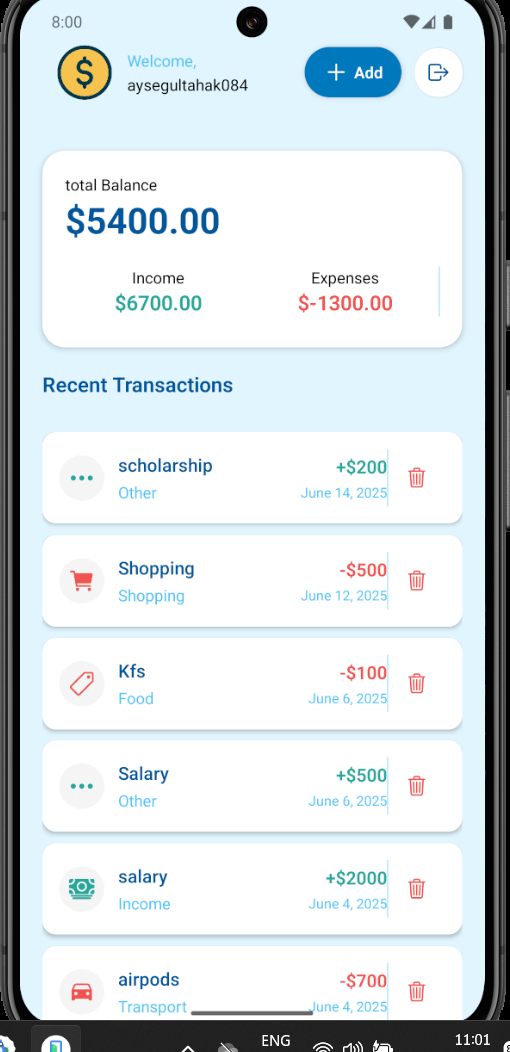 8:00
Welcome,
aysegultahak084
+ Add
total Balance
$5400.00
Income
Expenses
$6700.00
$-1300.00
Recent Transactions
scholarship
+$200
Other
June 14, 2025
Shopping
-$500
Shopping
June 12, 2025
Kfs
-$100
Food
June 6, 2025
Salary
+$500
Other
June 6, 2025
salary
+$2000
Income
June 4, 2025
airpods
-$700
Transport
June 4, 2025
ENG
11:01